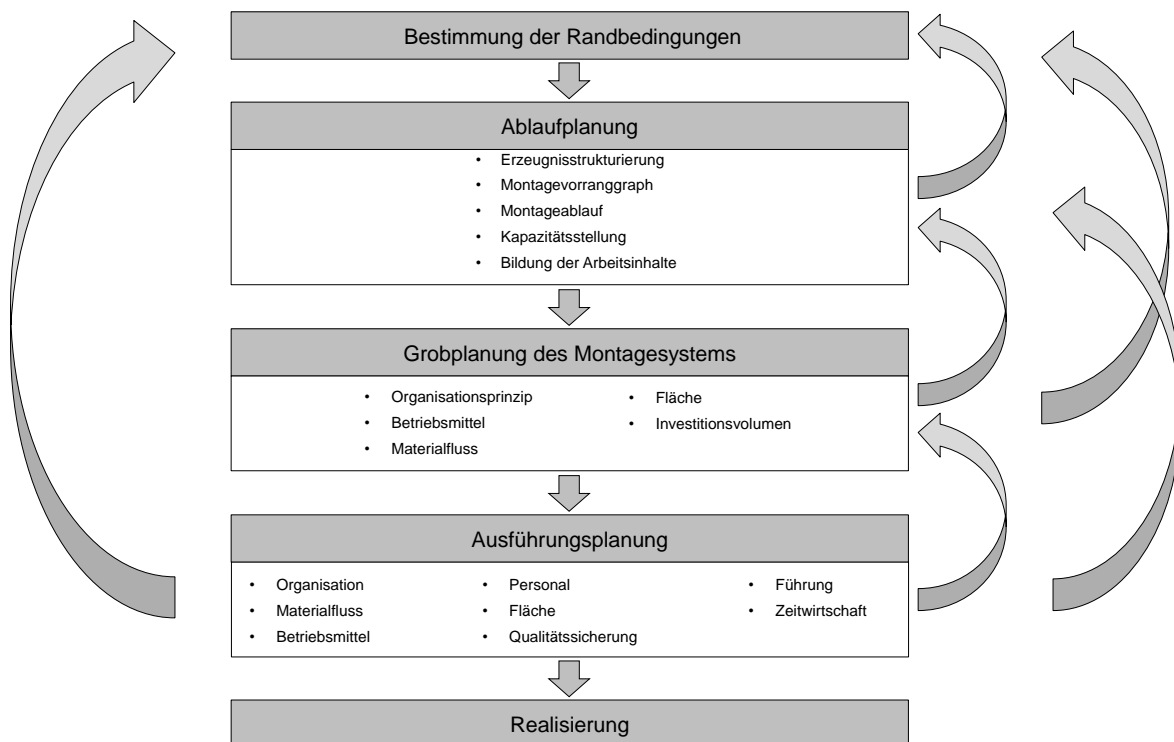 Bestimmung der Randbedingungen
Ablaufplanung
• Erzeugnisstrukturierung
• Montagevorranggraph
• Montageablauf
• Kapazitätsstellung
• Bildung der Arbeitsinhalte
Grobplanung des Montagesystems
• Organisationsprinzip
• Betriebsmittel
• Materialfluss
• Fläche
• Investitionsvolumen
Ausführungsplanung
• Organisation
• Materialfluss
• Betriebsmittel
• Personal
• Fläche
• Qualitätssicherung
• Führung
• Zeitwirtschaft
Realisierung